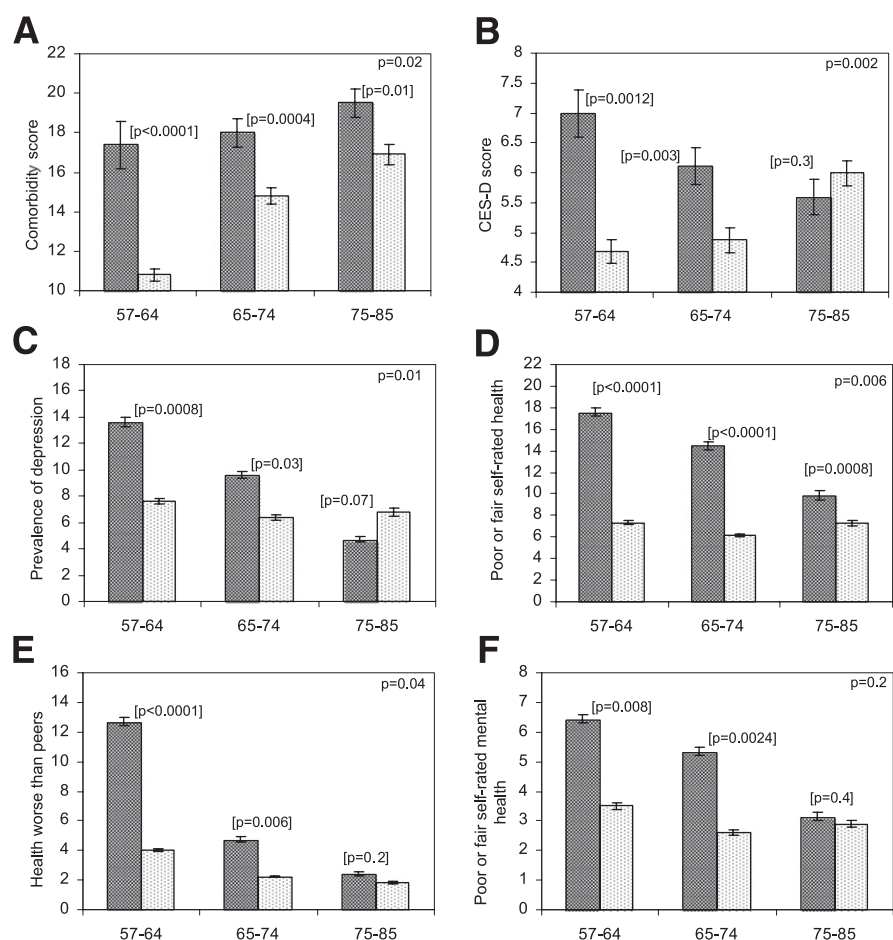 A
Comorbidity score
22
20
18
16
14
12
10
p=0.02
[p<0.0001]
[p=0.0004]
[p=0.01]
57-64
65-74
75-85
B
CES-D score
8
7.5
7
6.5
6
5.5
5
4.5
4
p=0.002
[p=0.0012]
[p=0.003]
[p=0.3]
57-64
65-74
75-85
C
Prevalence of depression
18
16
14
12
10
8
6
4
2
0
p=0.01
[p=0.0008]
[p=0.03]
[p=0.07]
57-64
65-74
75-85
D
Poor or fair self-rated health
22
20
18
16
14
12
10
8
6
4
2
0
p=0.006
[p<0.0001]
[p<0.0001]
[p=0.0008]
57-64
65-74
75-85
E
Health worse than peers
16
14
12
10
8
6
4
2
0
p=0.04
[p<0.0001]
[p=0.006]
[p=0.2]
57-64
65-74
75-85
F
Poor or fair self-rated mental
health
8
7
6
5
4
3
2
1
0
p=0.2
[p=0.008]
[p=0.0024]
[p=0.4]
57-64
65-74
75-85